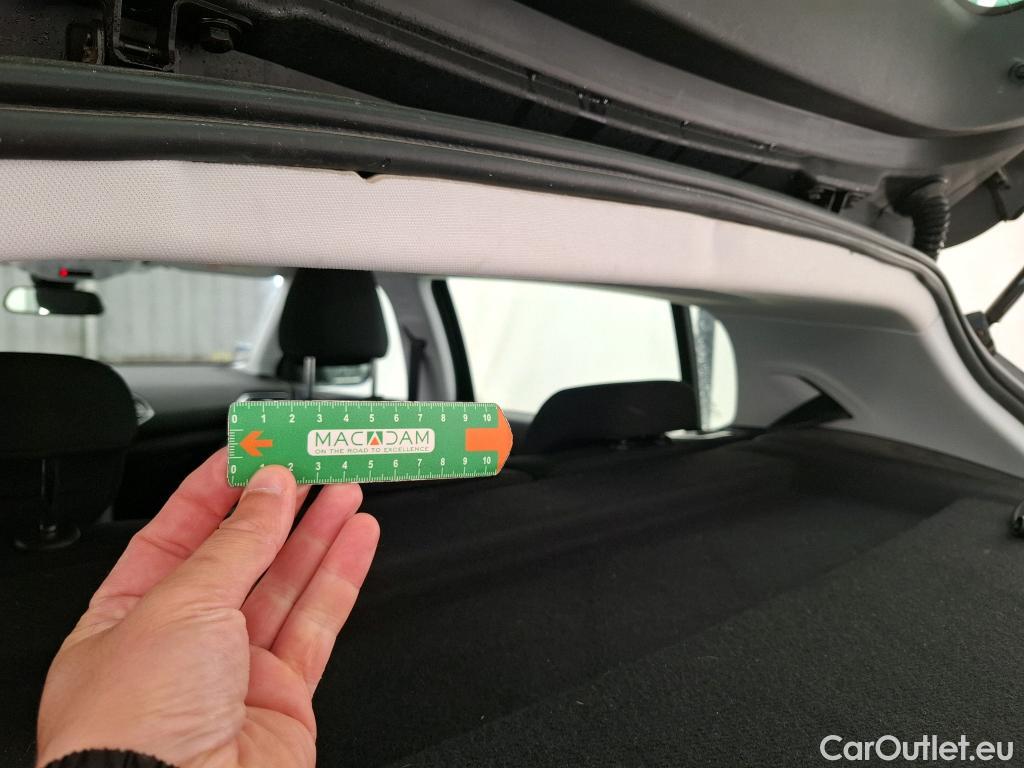 0 1 2 3 4 5 6 7 8 9 10
MACADAM
ON THE ROAD TO EXCELLENCE
0 1 2 3 4 5 6 7 8 9 10
CarOutlet.eu